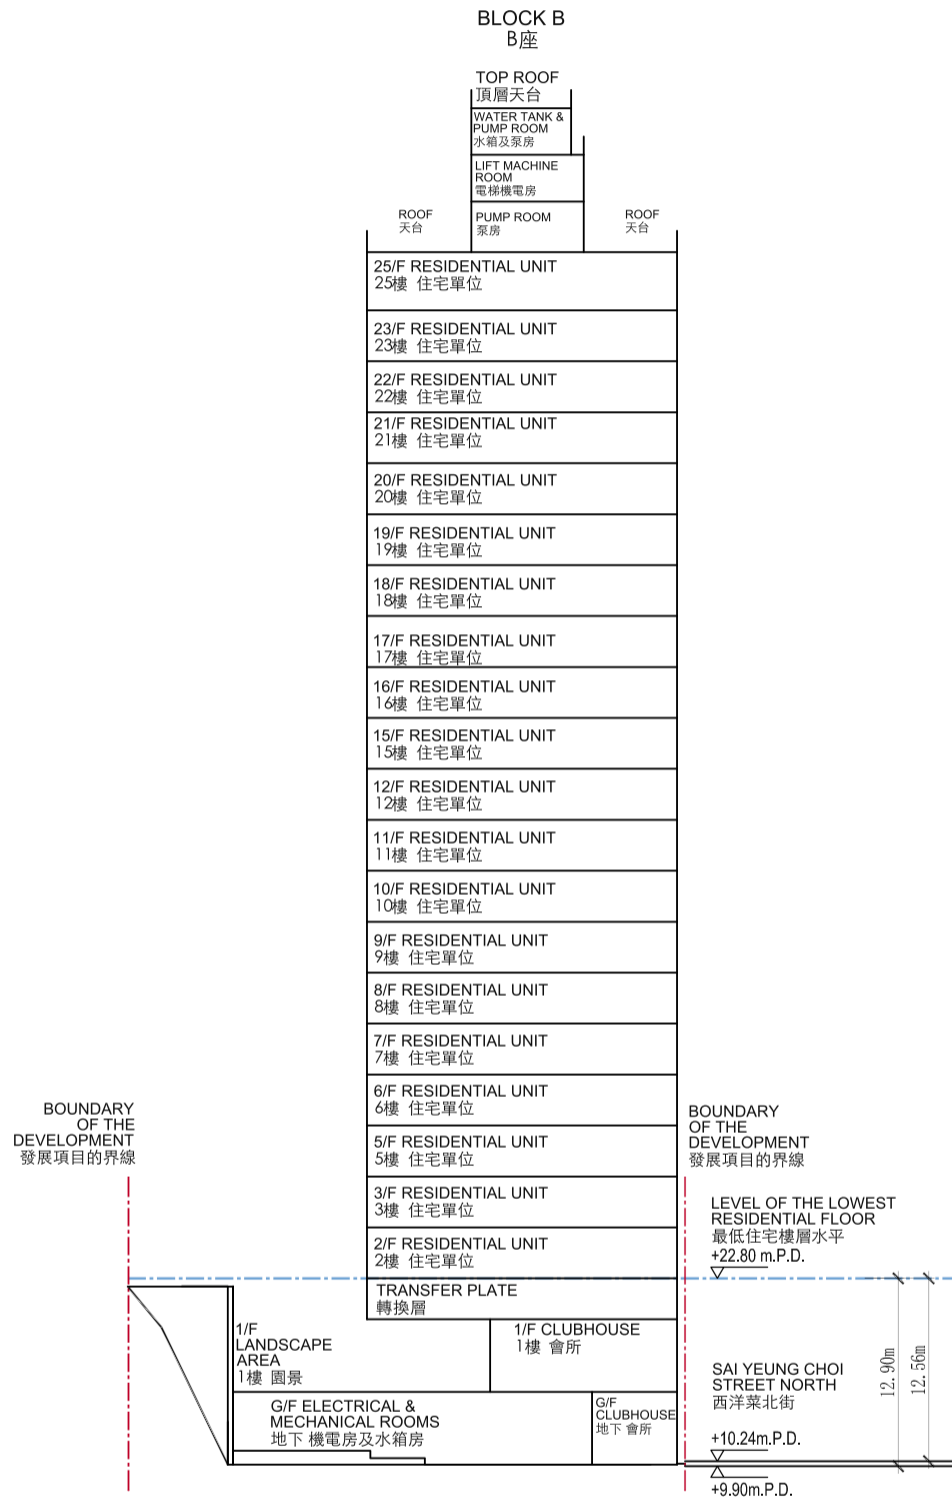 BLOCK B
B座
TOP ROOF
頂層天台
WATER TANK &
PUMP ROOM
水箱及泵房
LIFT MACHINE
ROOM
電梯機電房
ROOF
天台
PUMP ROOM
泵房
ROOF
天台
25/F RESIDENTIAL UNIT
25樓 住宅單位
23/F RESIDENTIAL UNIT
23樓 住宅單位
22/F RESIDENTIAL UNIT
22樓 住宅單位
21/F RESIDENTIAL UNIT
21樓 住宅單位
20/F RESIDENTIAL UNIT
20樓 住宅單位
19/F RESIDENTIAL UNIT
19樓 住宅單位
18/F RESIDENTIAL UNIT
18樓 住宅單位
17/F RESIDENTIAL UNIT
17樓 住宅單位
16/F RESIDENTIAL UNIT
16樓 住宅單位
15/F RESIDENTIAL UNIT
15樓 住宅單位
12/F RESIDENTIAL UNIT
12樓 住宅單位
11/F RESIDENTIAL UNIT
11樓 住宅單位
10/F RESIDENTIAL UNIT
10樓 住宅單位
9/F RESIDENTIAL UNIT
9樓 住宅單位
8/F RESIDENTIAL UNIT
8樓 住宅單位
7/F RESIDENTIAL UNIT
7樓 住宅單位
6/F RESIDENTIAL UNIT
6樓 住宅單位
5/F RESIDENTIAL UNIT
5樓 住宅單位
3/F RESIDENTIAL UNIT
3樓 住宅單位
2/F RESIDENTIAL UNIT
2樓 住宅單位
TRANSFER PLATE
轉換層
BOUNDARY
OF THE
DEVELOPMENT
發展項目的界線
BOUNDARY
OF THE
DEVELOPMENT
發展項目的界線
LEVEL OF THE LOWEST
RESIDENTIAL FLOOR
最低住宅樓層水平
+22.80 m.P.D.
1/F
LANDSCAPE
AREA
1樓 園景
1/F CLUBHOUSE
1樓 會所
G/F ELECTRICAL &
MECHANICAL ROOMS
地下 機電房及水箱房
G/F
CLUBHOUSE
地下 會所
SAI YEUNG CHOI
STREET NORTH
西洋菜北街
+10.24m.P.D.
+9.90m.P.D.
12.90m
12.56m